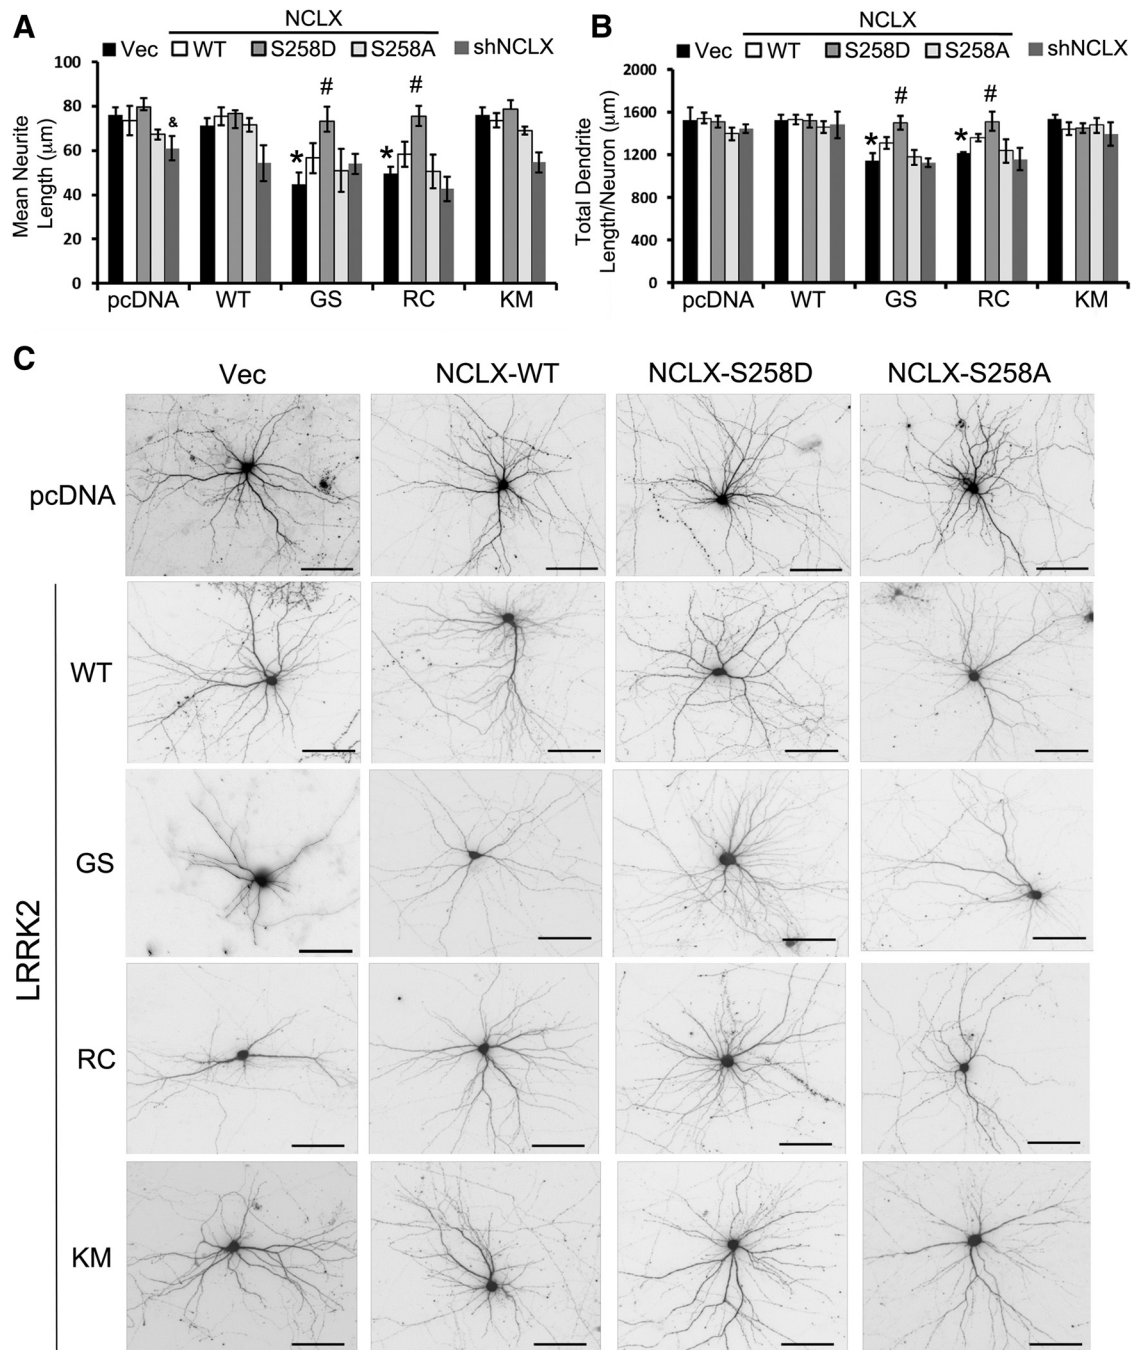 A
NCLX
Vec WT S258D S258A shNCLX
Mean Neurite
Length (μm)
100
80
60
40
20
0
&
* #
* #
pcDNA WT GS RC KM
B
NCLX
Vec WT S258D S258A shNCLX
Total Dendrite
Length/Neuron (μm)
2000
1600
1200
800
400
0
* #
* #
pcDNA WT GS RC KM
C
Vec NCLX-WT NCLX-S258D NCLX-S258A
pcDNA
LRRK2
WT
GS
RC
KM